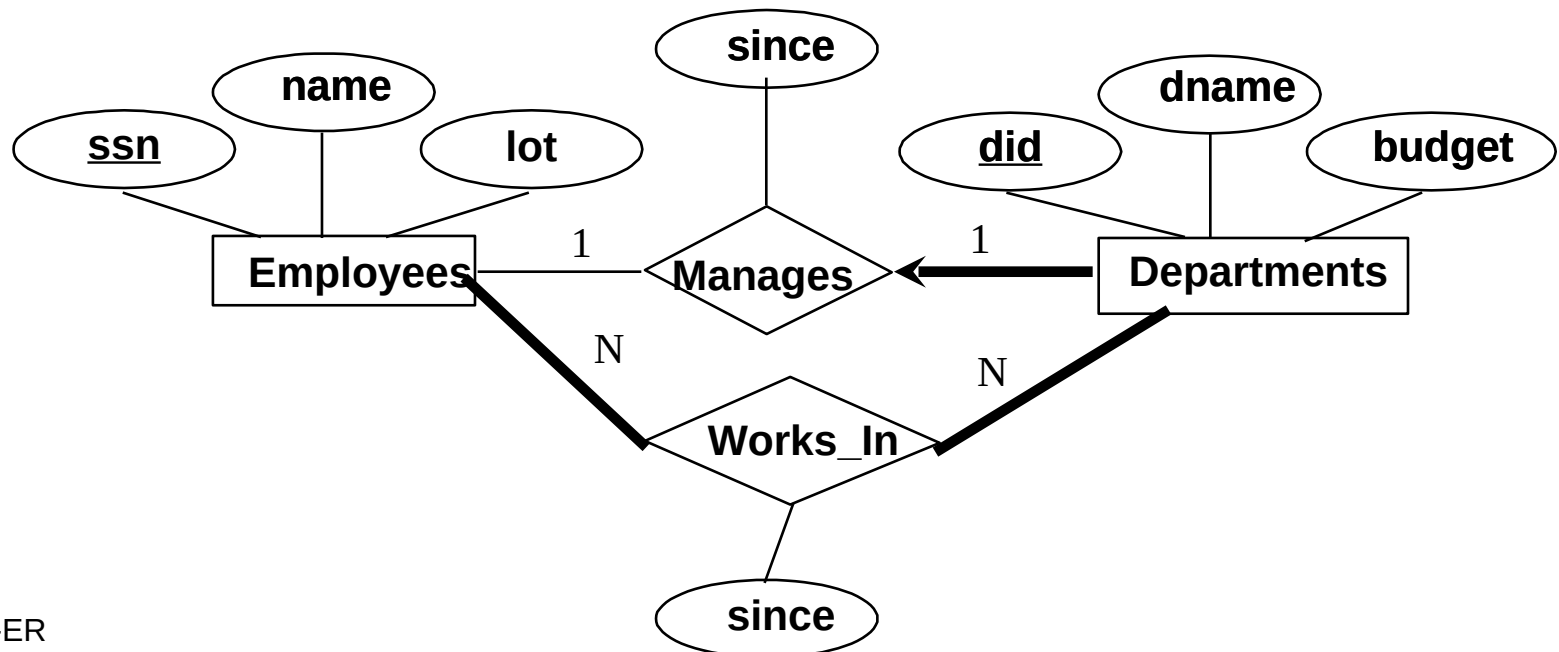 since
name
dname
ssn
lot
did
budget
1
1
Employees
Manages
Departments
N
N
Works_In
since
ER